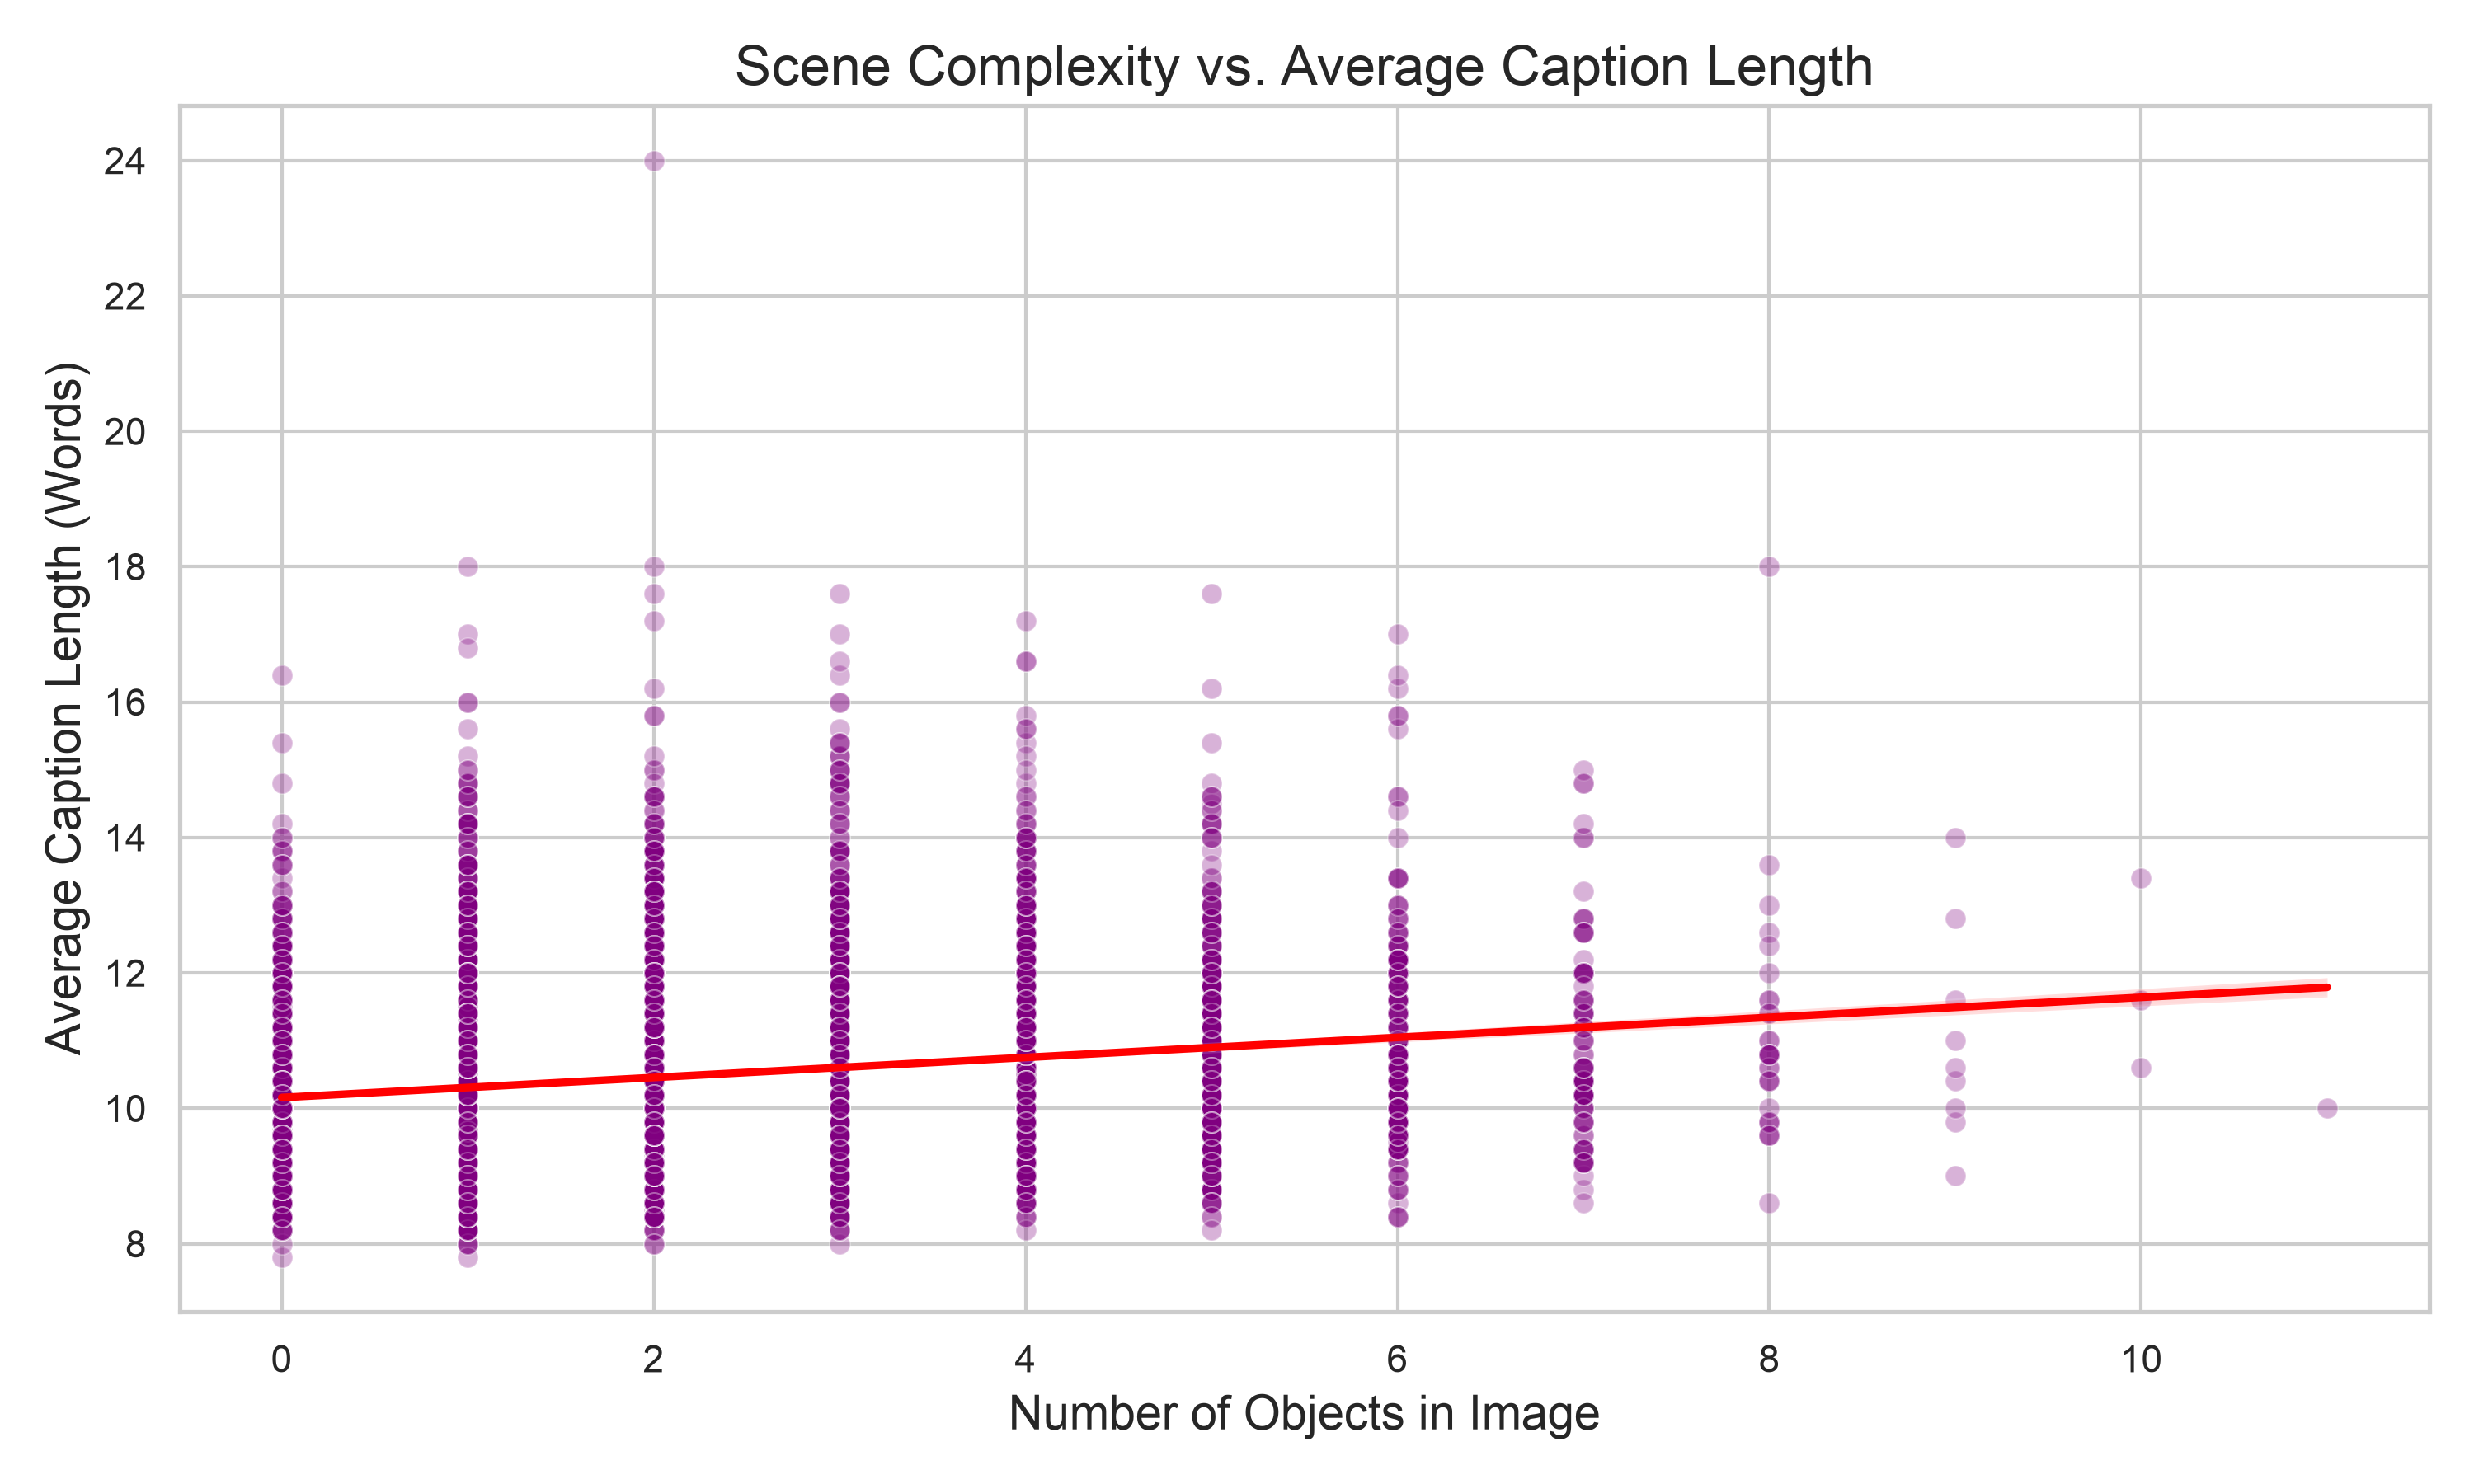 Scene Complexity vs. Average Caption Length
Average Caption Length (Words)
24
22
20
18
16
14
12
10
8
0 2 4 6 8 10
Number of Objects in Image